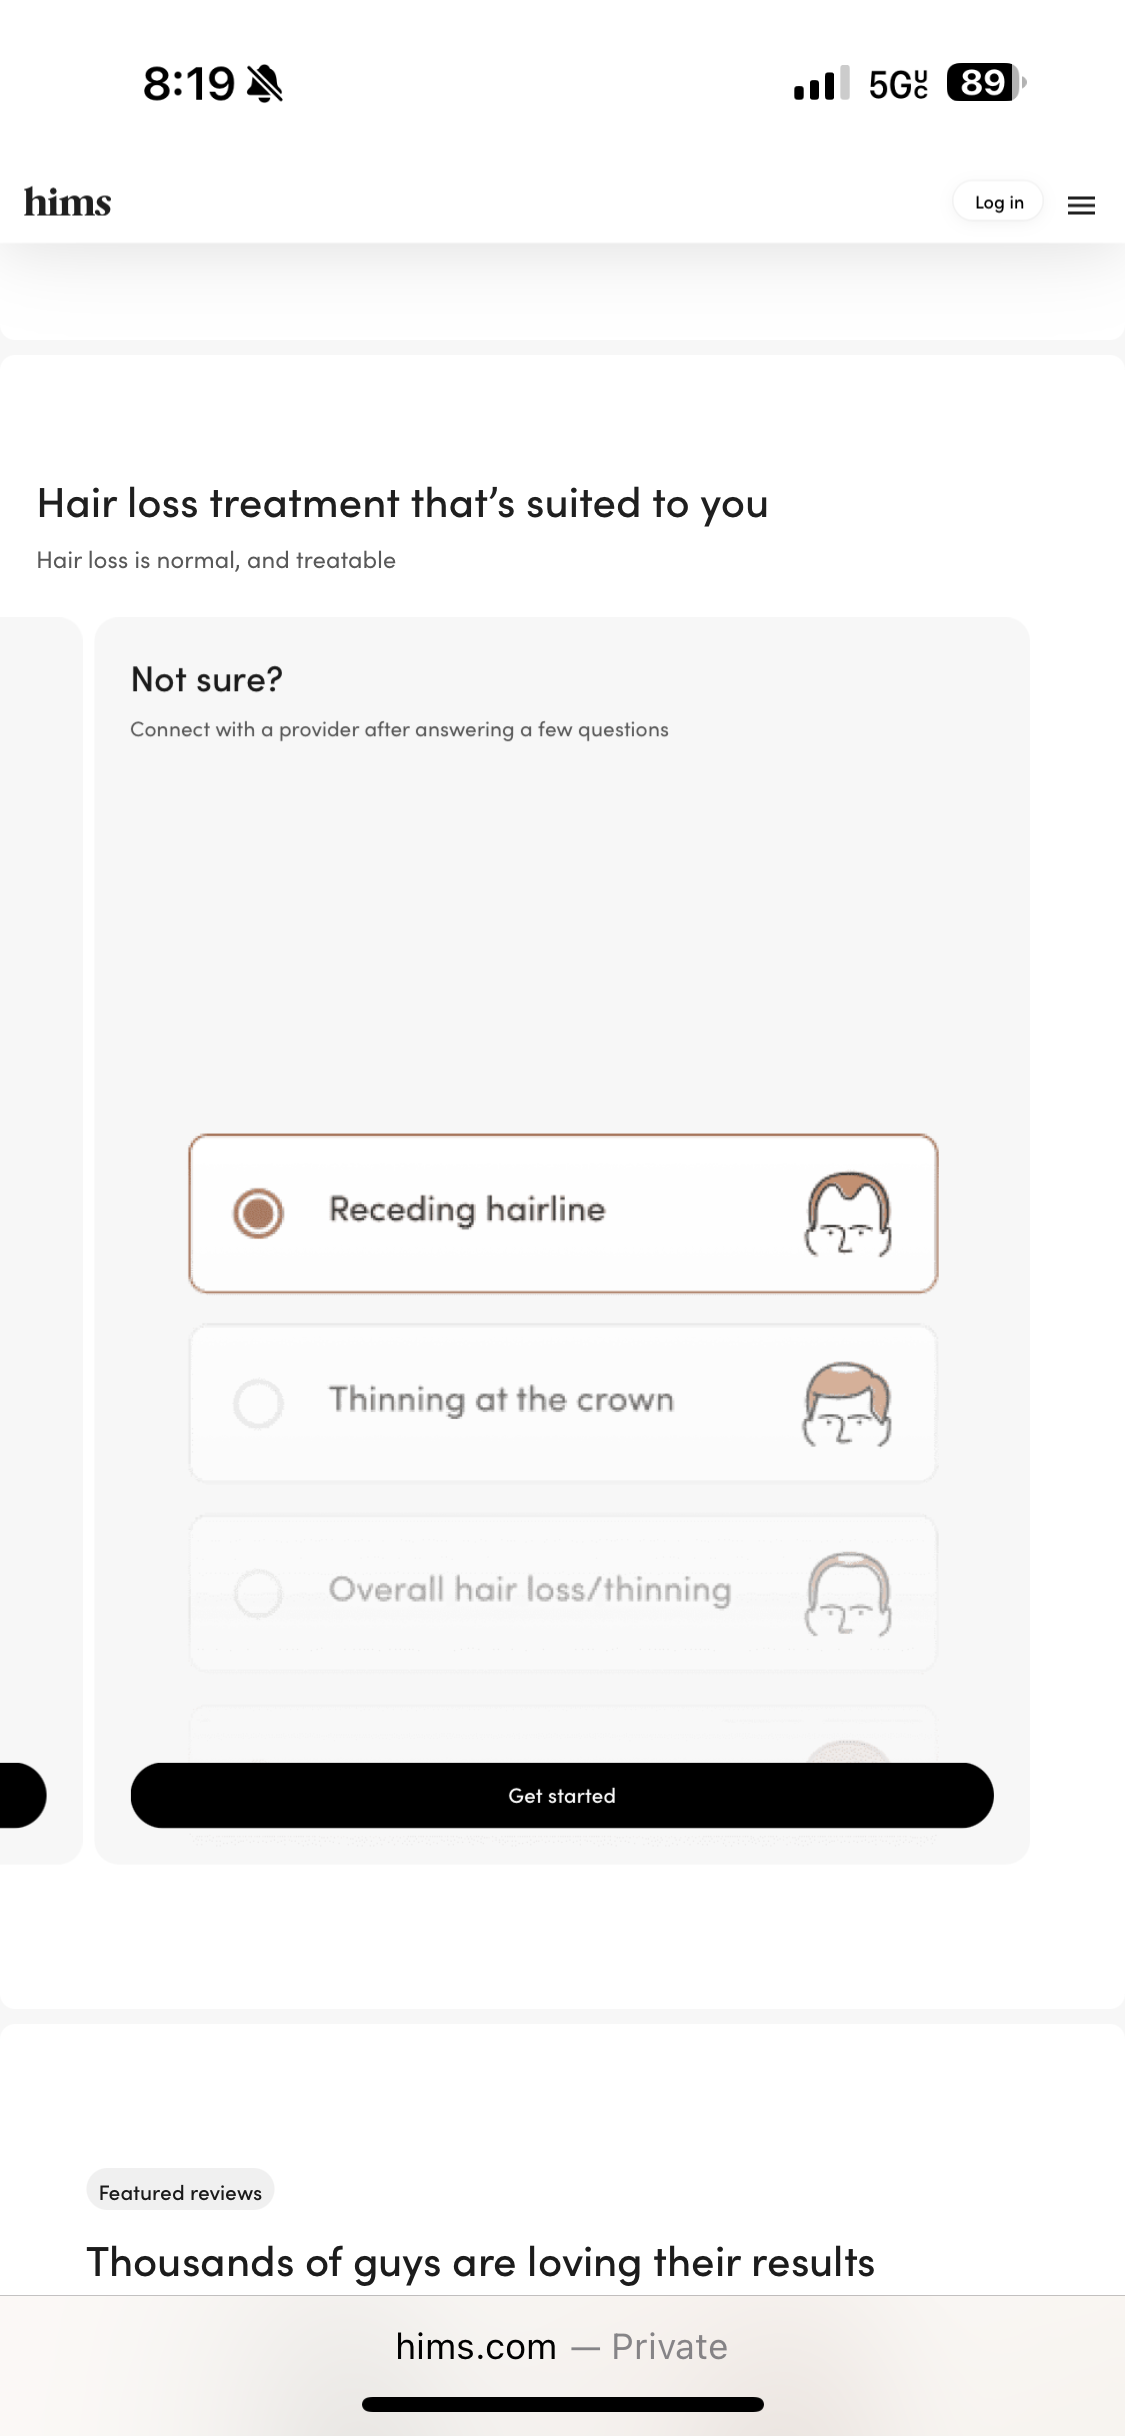 8:19
5G UC
89
hims
Log in
Hair loss treatment that’s suited to you
Hair loss is normal, and treatable
Not sure?
Connect with a provider after answering a few questions
Receding hairline
Thinning at the crown
Overall hair loss/thinning
Get started
Featured reviews
Thousands of guys are loving their results
hims.com — Private